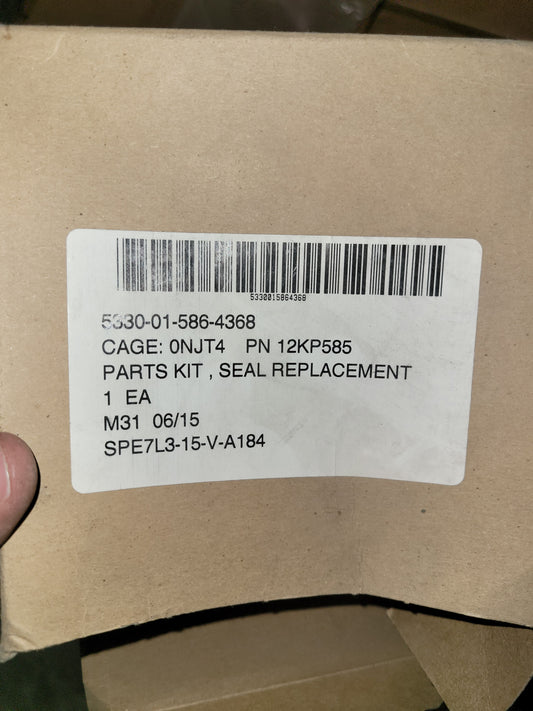 5330015864368
5330-01-586-4368
CAGE: 0NJT4 PN 12KP585
PARTS KIT , SEAL REPLACEMENT
1 EA
M31 06/15
SPE7L3-15-V-A184